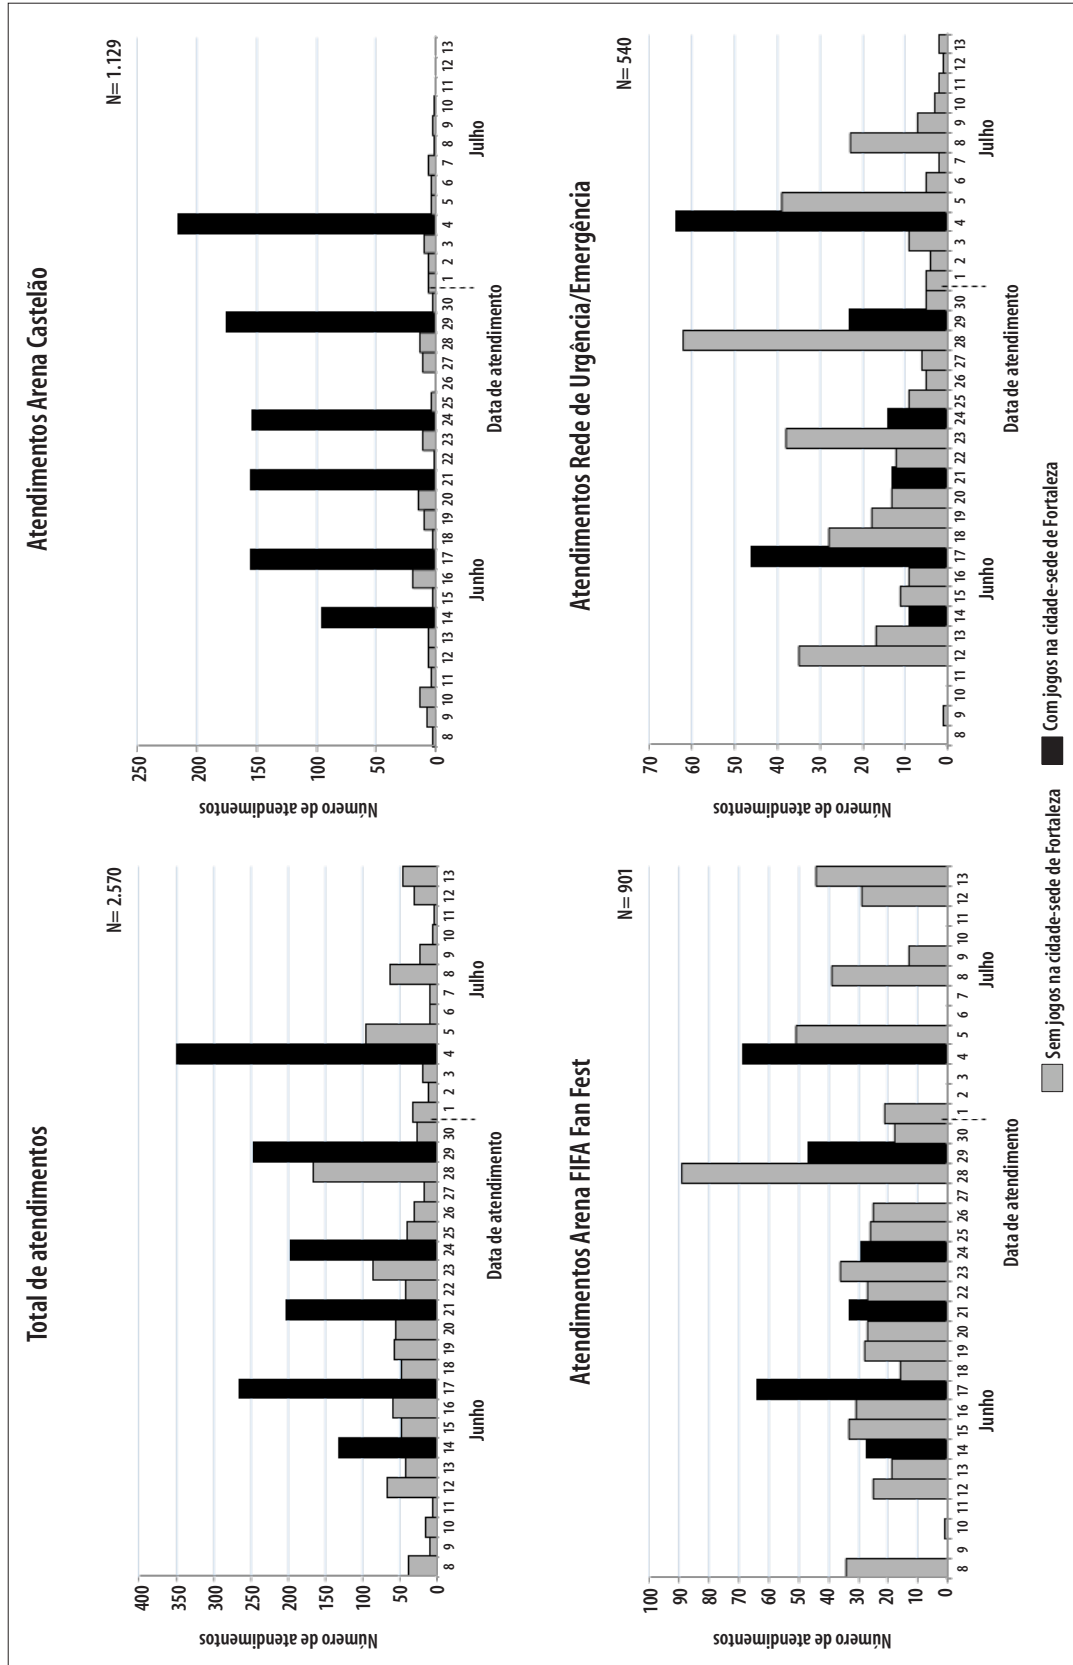 Total de atendimentos
N= 2.570
Número de atendimentos
400
350
300
250
200
150
100
50
0
8 9 10 11 12 13 14 15 16 17 18 19 20 21 22 23 24 25 26 27 28 29 30 1 2 3 4 5 6 7 8 9 10 11 12 13
Junho Julho
Data de atendimento
Atendimentos Arena Castelão
N= 1.129
Número de atendimentos
250
200
150
100
50
0
8 9 10 11 12 13 14 15 16 17 18 19 20 21 22 23 24 25 26 27 28 29 30 1 2 3 4 5 6 7 8 9 10 11 12 13
Junho Julho
Data de atendimento
Atendimentos Arena FIFA Fan Fest
N= 901
Número de atendimentos
100
90
80
70
60
50
40
30
20
10
0
8 9 10 11 12 13 14 15 16 17 18 19 20 21 22 23 24 25 26 27 28 29 30 1 2 3 4 5 6 7 8 9 10 11 12 13
Junho Julho
Data de atendimento
Atendimentos Rede de Urgência/Emergência
N= 540
Número de atendimentos
70
60
50
40
30
20
10
0
8 9 10 11 12 13 14 15 16 17 18 19 20 21 22 23 24 25 26 27 28 29 30 1 2 3 4 5 6 7 8 9 10 11 12 13
Junho Julho
Data de atendimento
Sem jogos na cidade-sede de Fortaleza Com jogos na cidade-sede de Fortaleza